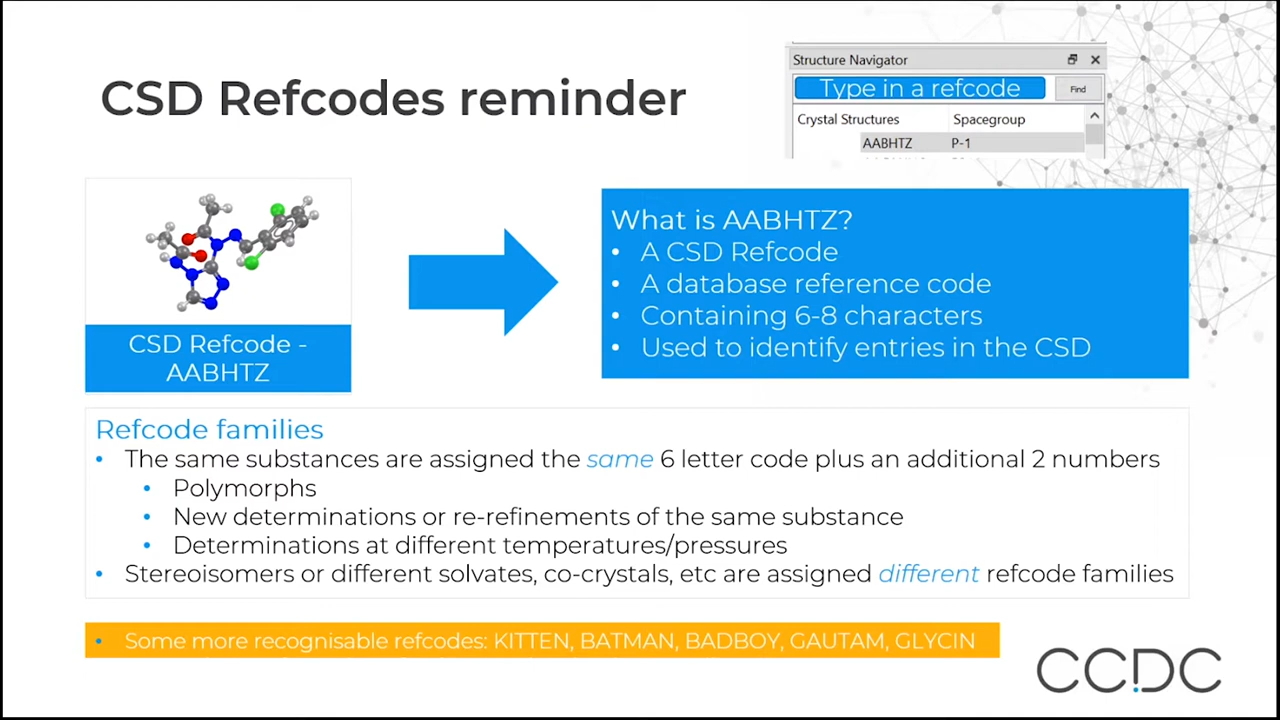 CSD Refcodes reminder
Structure Navigator
Type in a refcode
Find
Crystal Structures Spacegroup
AABHTZ P-1
CSD Refcode -
AABHTZ
What is AABHTZ?
• A CSD Refcode
• A database reference code
• Containing 6-8 characters
• Used to identify entries in the CSD
Refcode families
• The same substances are assigned the same 6 letter code plus an additional 2 numbers
• Polymorphs
• New determinations or re-refinements of the same substance
• Determinations at different temperatures/pressures
• Stereoisomers or different solvates, co-crystals, etc are assigned different refcode families
• Some more recognisable refcodes: KITTEN, BATMAN, BADBOY, GAUTAM, GLYCIN
CCDC